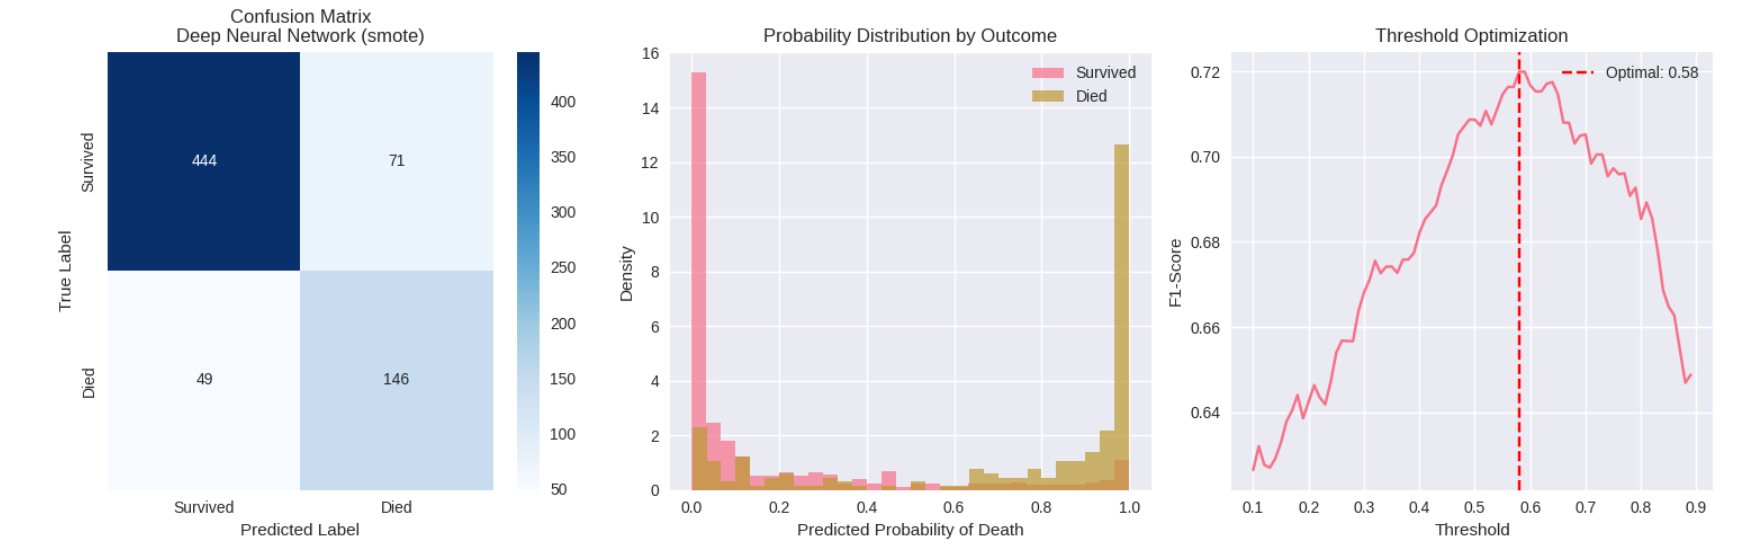 Confusion Matrix
Deep Neural Network (smote)
True Label
Survived
Died
444
71
49
146
Survived
Died
Predicted Label
400
350
300
250
200
150
100
50
Probability Distribution by Outcome
Density
16
14
12
10
8
6
4
2
0
Survived
Died
0.0
0.2
0.4
0.6
0.8
1.0
Predicted Probability of Death
Threshold Optimization
F1-Score
0.72
0.70
0.68
0.66
0.64
Optimal: 0.58
0.1
0.2
0.3
0.4
0.5
0.6
0.7
0.8
0.9
Threshold